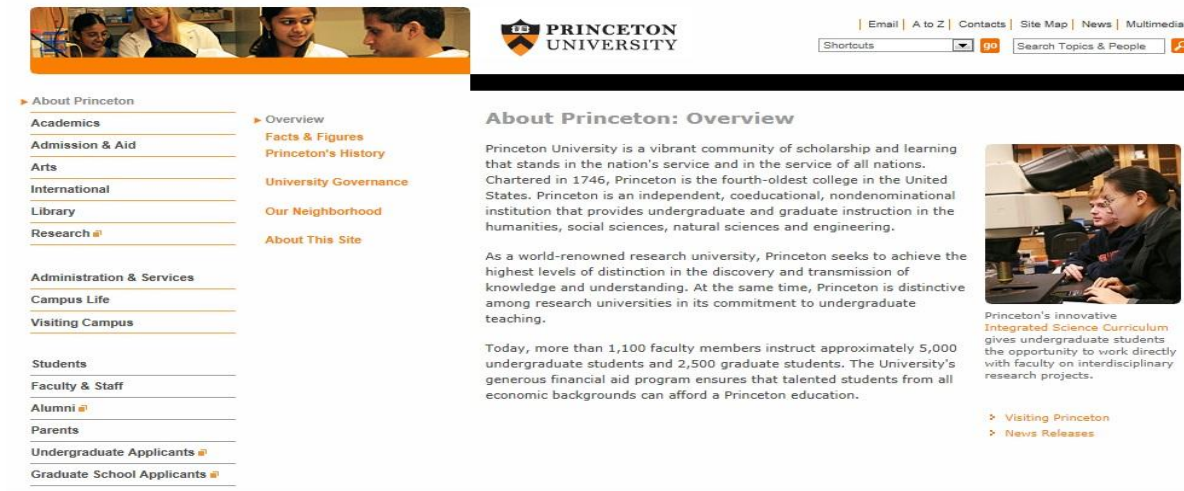 PRINCETON
UNIVERSITY
Email | A to Z | Contacts | Site Map | News | Multimedia
Shortcuts go Search Topics & People
About Princeton
Academics
Admission & Aid
Arts
International
Library
Research
Administration & Services
Campus Life
Visiting Campus
Students
Faculty & Staff
Alumni
Parents
Undergraduate Applicants
Graduate School Applicants
Overview
Facts & Figures
Princeton's History
University Governance
Our Neighborhood
About This Site
About Princeton: Overview
Princeton University is a vibrant community of scholarship and learning
that stands in the nation's service and in the service of all nations.
Chartered in 1746, Princeton is the fourth-oldest college in the United
States. Princeton is an independent, coeducational, nondenominational
institution that provides undergraduate and graduate instruction in the
humanities, social sciences, natural sciences and engineering.
As a world-renowned research university, Princeton seeks to achieve the
highest levels of distinction in the discovery and transmission of
knowledge and understanding. At the same time, Princeton is distinctive
among research universities in its commitment to undergraduate
teaching.
Today, more than 1,100 faculty members instruct approximately 5,000
undergraduate students and 2,500 graduate students. The University's
generous financial aid program ensures that talented students from all
economic backgrounds can afford a Princeton education.
Princeton's innovative
Integrated Science Curriculum
gives undergraduate students
the opportunity to work directly
with faculty on interdisciplinary
research projects.
Visiting Princeton
News Releases